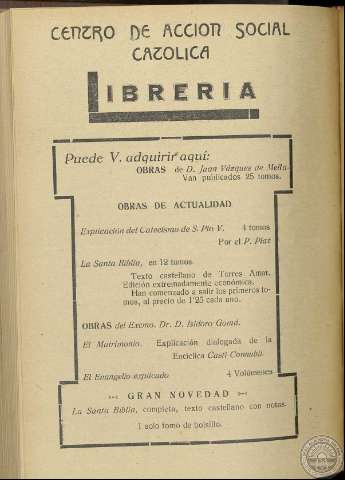 CENTRO DE ACCION SOCIAL
CATOLICA
LIBRERIA
Puede V. adquirir aquí:
OBRAS de D. Juan Vázquez de Mella.
Van publicados 25 tomos.
OBRAS DE ACTUALIDAD
Explicación del Catecismo de S. Pío V. 4 tomos
Por el P. Plat
La Santa Biblia, en 12 tomos.
Texto castellano de Torres Amat.
Edición extremadamente económica.
Han comenzado a salir los primeros to-
mos, al precio de 1'25 cada uno.
OBRAS del Excmo. Dr. D. Isidoro Gomá.
El Matrimonio. Explicación dialogada de la
Encíclica Casti Connubii.
El Evangelio explicado 4 Volúmenes
GRAN NOVEDAD
La Santa Biblia, completa, texto castellano con notas.
1 solo tomo de bolsillo.